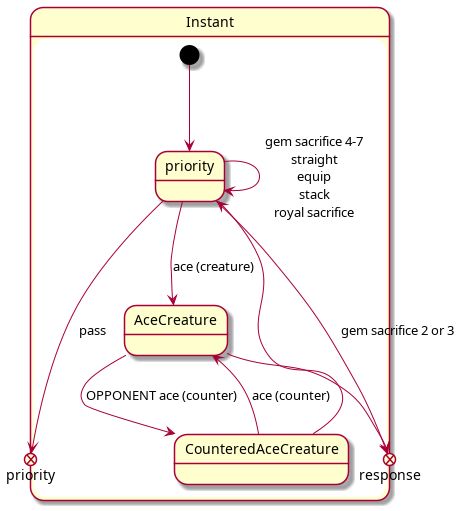 Instant
priority
gem sacrifice 4-7
straight
equip
stack
royal sacrifice
ace (creature)
AceCreature
pass
gem sacrifice 2 or 3
OPPONENT ace (counter)
ace (counter)
CounteredAceCreature
priority
response